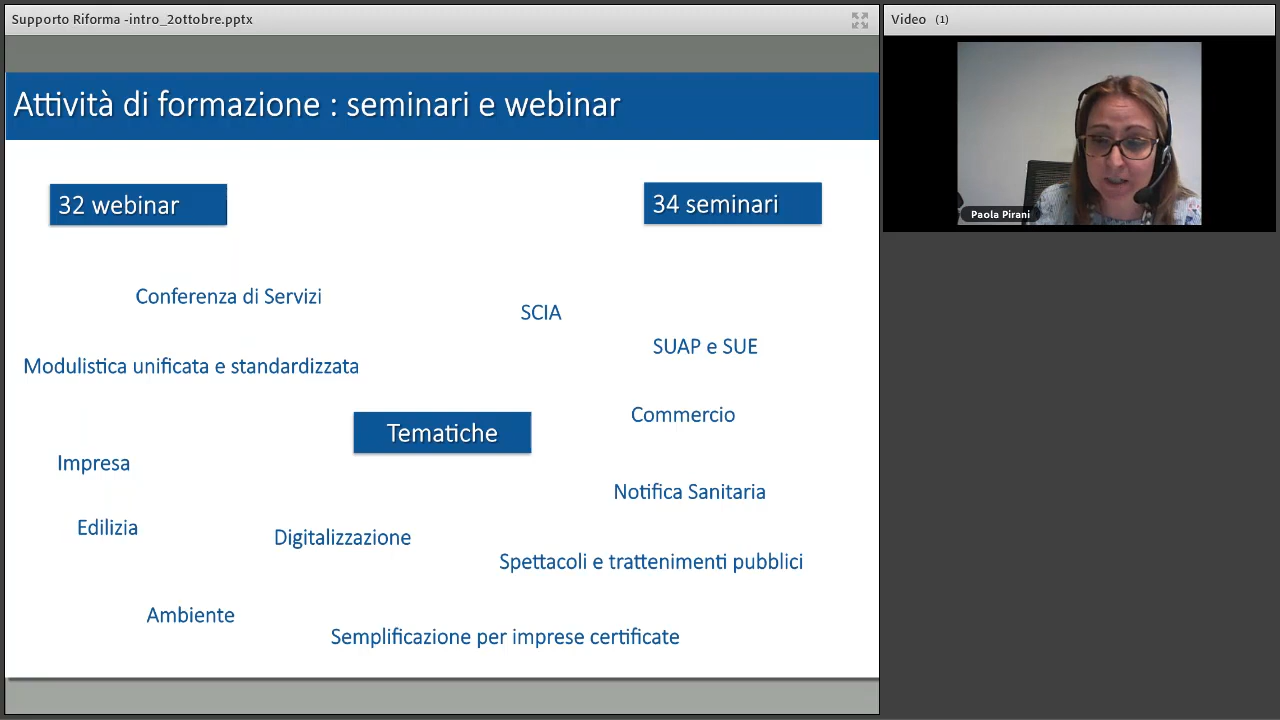 Supporto Riforma -intro_2ottobre.pptx
Video (1)
Attività di formazione : seminari e webinar
32 webinar
34 seminari
Conferenza di Servizi
SCIA
SUAP e SUE
Modulistica unificata e standardizzata
Commercio
Tematiche
Impresa
Notifica Sanitaria
Edilizia
Digitalizzazione
Spettacoli e trattenimenti pubblici
Ambiente
Semplificazione per imprese certificate
Paola Pirani